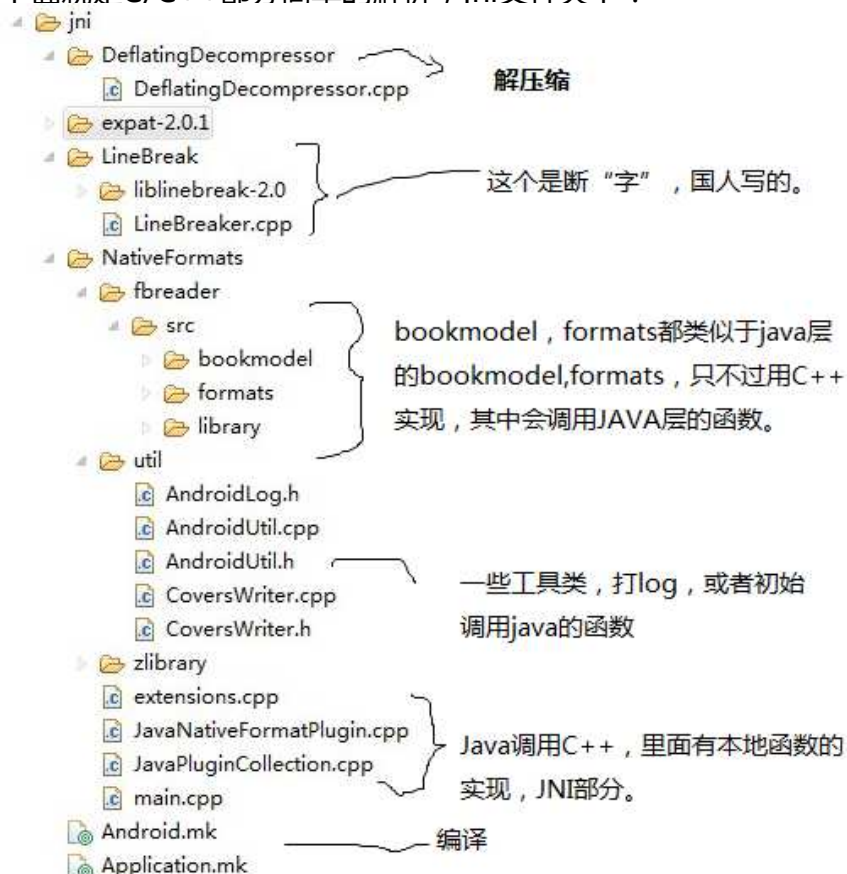 jni
DeflatingDecompressor
解压缩
DeflatingDecompressor.cpp
expat-2.0.1
LineBreak
这个是断“字”，国人写的。
liblinebreak-2.0
LineBreaker.cpp
NativeFormats
fbreader
src
bookmodel，formats都类似于java层
bookmodel
的bookmodel,formats，只不过用C++
formats
实现，其中会调用JAVA层的函数。
library
util
AndroidLog.h
AndroidUtil.cpp
AndroidUtil.h
一些工具类，打log，或者初始
CoversWriter.cpp
调用java的函数
CoversWriter.h
zlibrary
extensions.cpp
JavaNativeFormatPlugin.cpp
Java调用C++，里面有本地函数的
JavaPluginCollection.cpp
实现，JNI部分。
main.cpp
Android.mk
编译
Application.mk